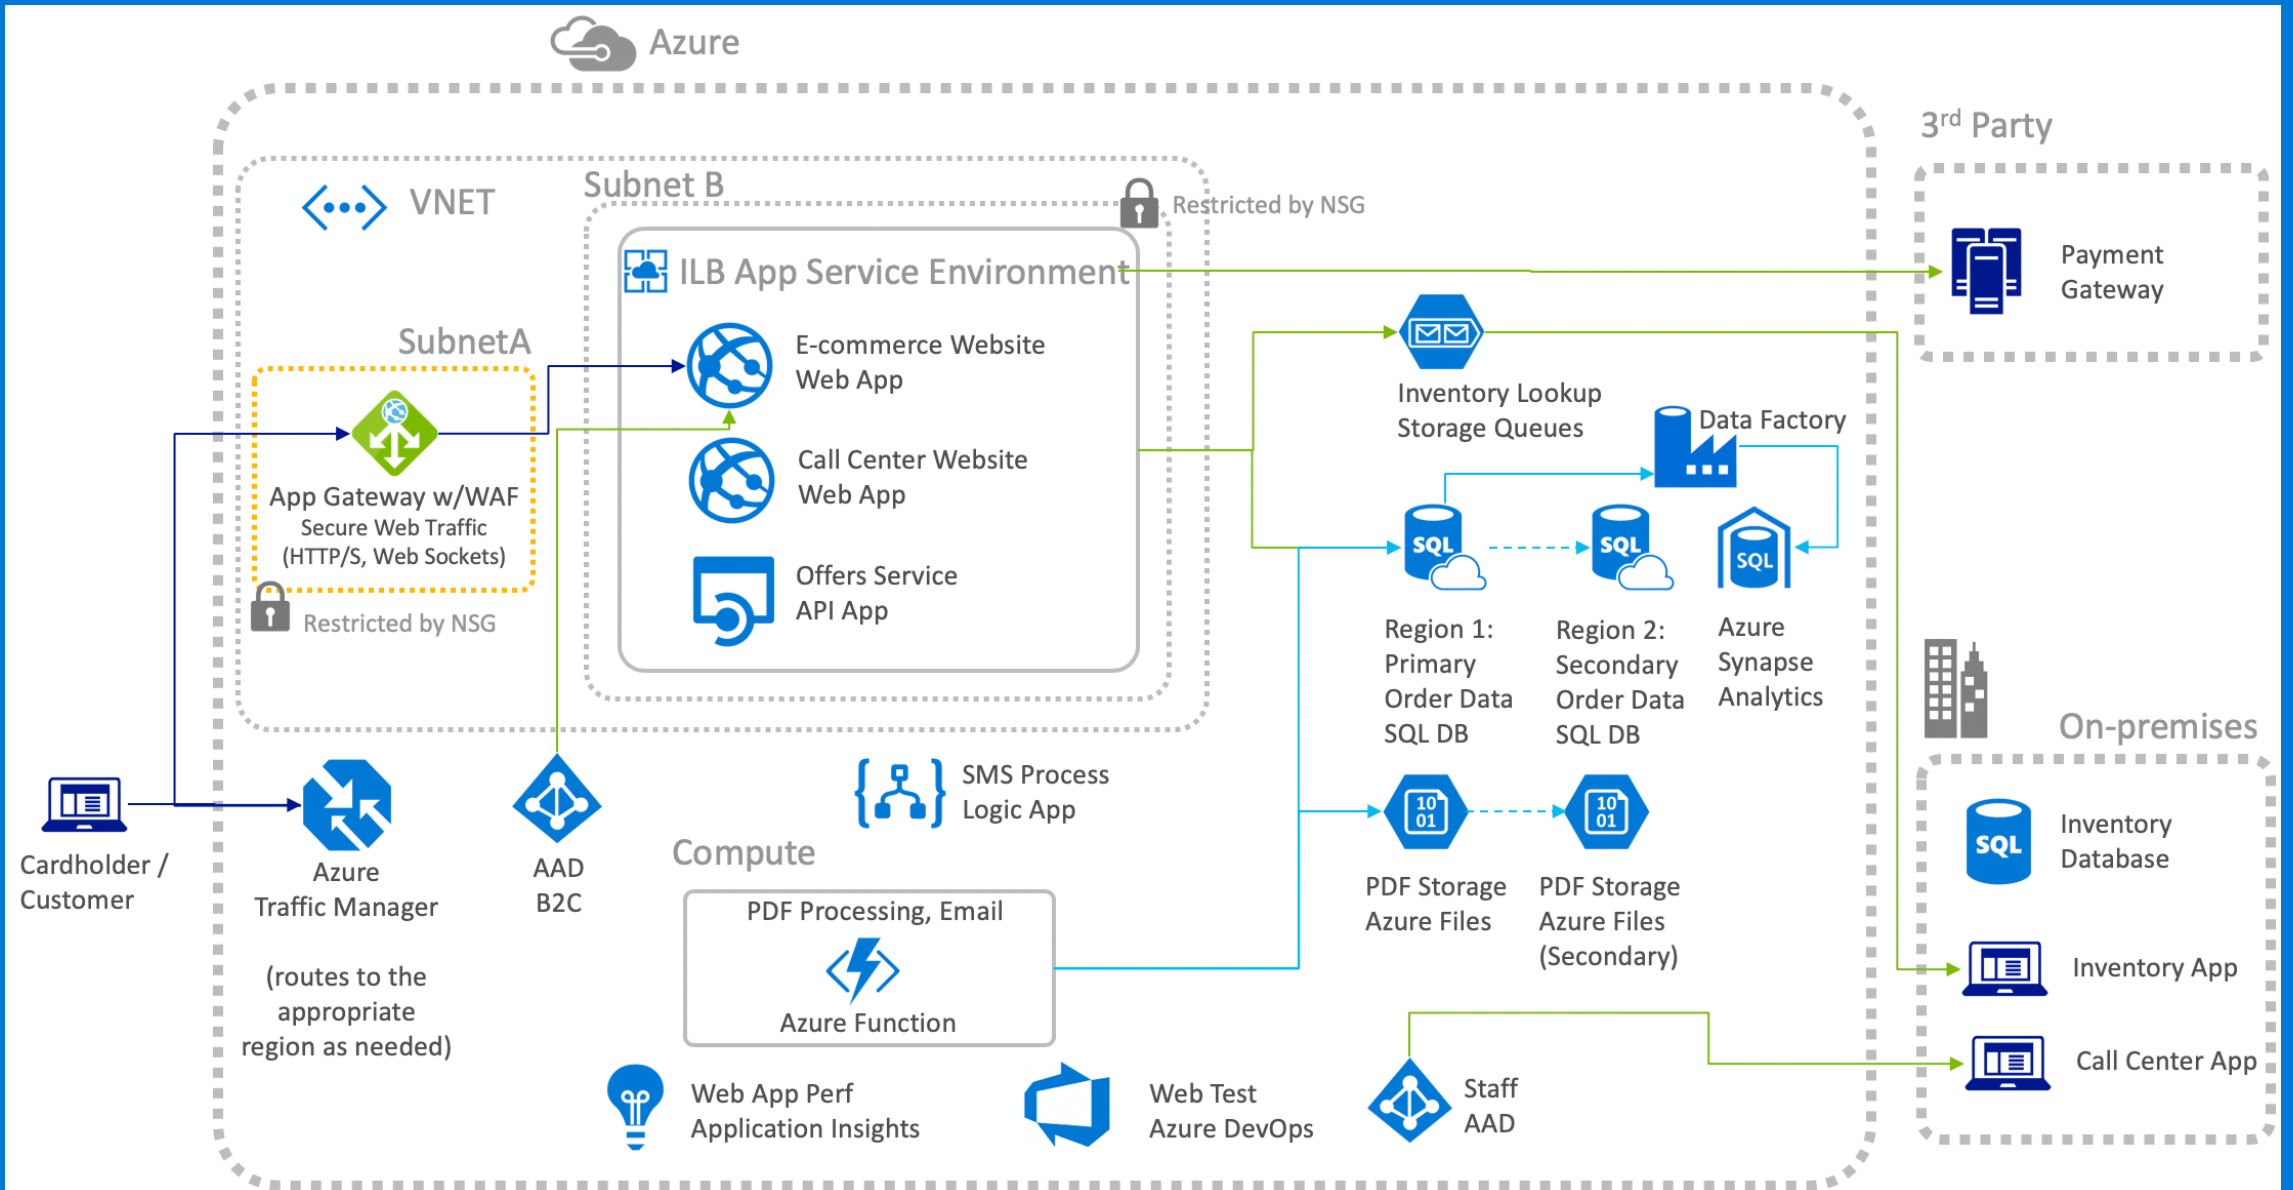 Azure
3rd Party
VNET
Subnet B
Restricted by NSG
ILB App Service Environment
Payment
Gateway
SubnetA
E-commerce Website
Web App
Inventory Lookup
Storage Queues
Data Factory
App Gateway w/WAF
Secure Web Traffic
(HTTP/S, Web Sockets)
Call Center Website
Web App
SQL
SQL
SQL
Offers Service
API App
Restricted by NSG
Region 1:
Primary
Order Data
SQL DB
Region 2:
Secondary
Order Data
SQL DB
Azure
Synapse
Analytics
On-premises
SMS Process
Logic App
10
01
10
01
SQL
Inventory
Database
Cardholder /
Customer
Azure
Traffic Manager
(routes to the
appropriate
region as needed)
AAD
B2C
Compute
PDF Processing, Email
Azure Function
PDF Storage
Azure Files
PDF Storage
Azure Files
(Secondary)
Inventory App
Call Center App
Web App Perf
Application Insights
Web Test
Azure DevOps
Staff
AAD